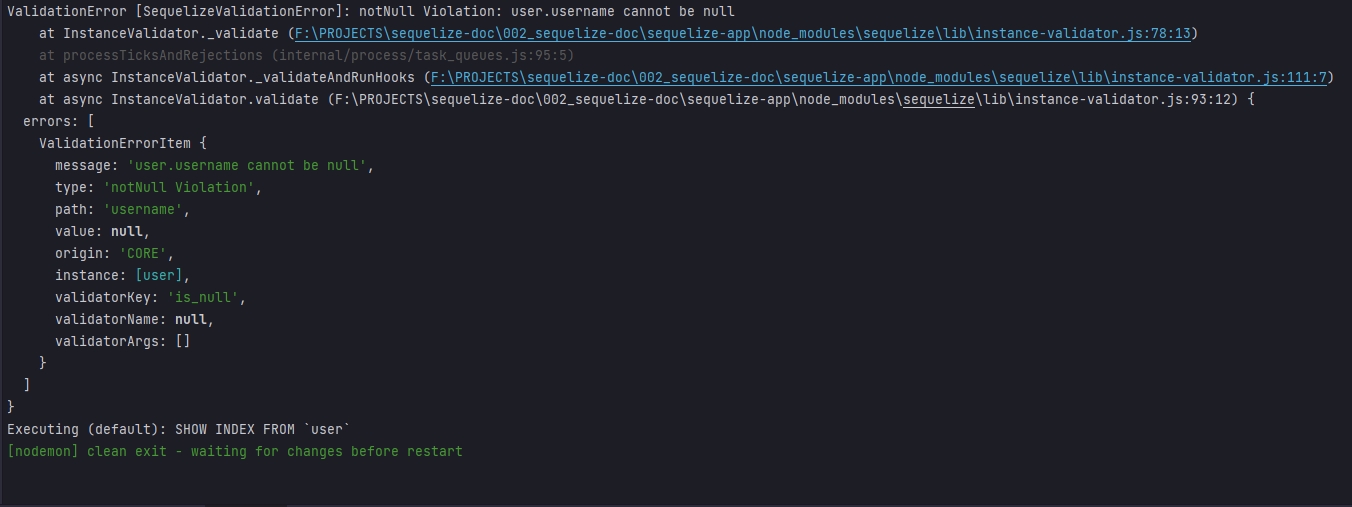 ValidationError [SequelizeValidationError]: notNull Violation: user.username cannot be null
    at InstanceValidator._validate (F:\PROJECTS\sequelize-doc\002_sequelize-doc\sequelize-app\node_modules\sequelize\lib\instance-validator.js:78:13)
    at processTicksAndRejections (internal/process/task_queues.js:95:5)
    at async InstanceValidator._validateAndRunHooks (F:\PROJECTS\sequelize-doc\002_sequelize-doc\sequelize-app\node_modules\sequelize\lib\instance-validator.js:111:7)
    at async InstanceValidator.validate (F:\PROJECTS\sequelize-doc\002_sequelize-doc\sequelize-app\node_modules\sequelize\lib\instance-validator.js:93:12) {
  errors: [
    ValidationErrorItem {
      message: 'user.username cannot be null',
      type: 'notNull Violation',
      path: 'username',
      value: null,
      origin: 'CORE',
      instance: [user],
      validatorKey: 'is_null',
      validatorName: null,
      validatorArgs: []
    }
  ]
}
Executing (default): SHOW INDEX FROM `user`
[nodemon] clean exit - waiting for changes before restart